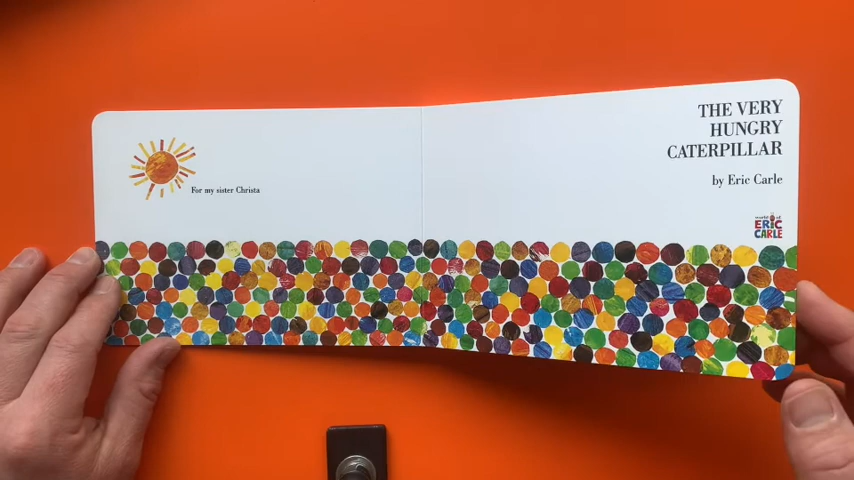 For my sister Christa
THE VERY
HUNGRY
CATERPILLAR
by Eric Carle
world of
ERIC
CARLE